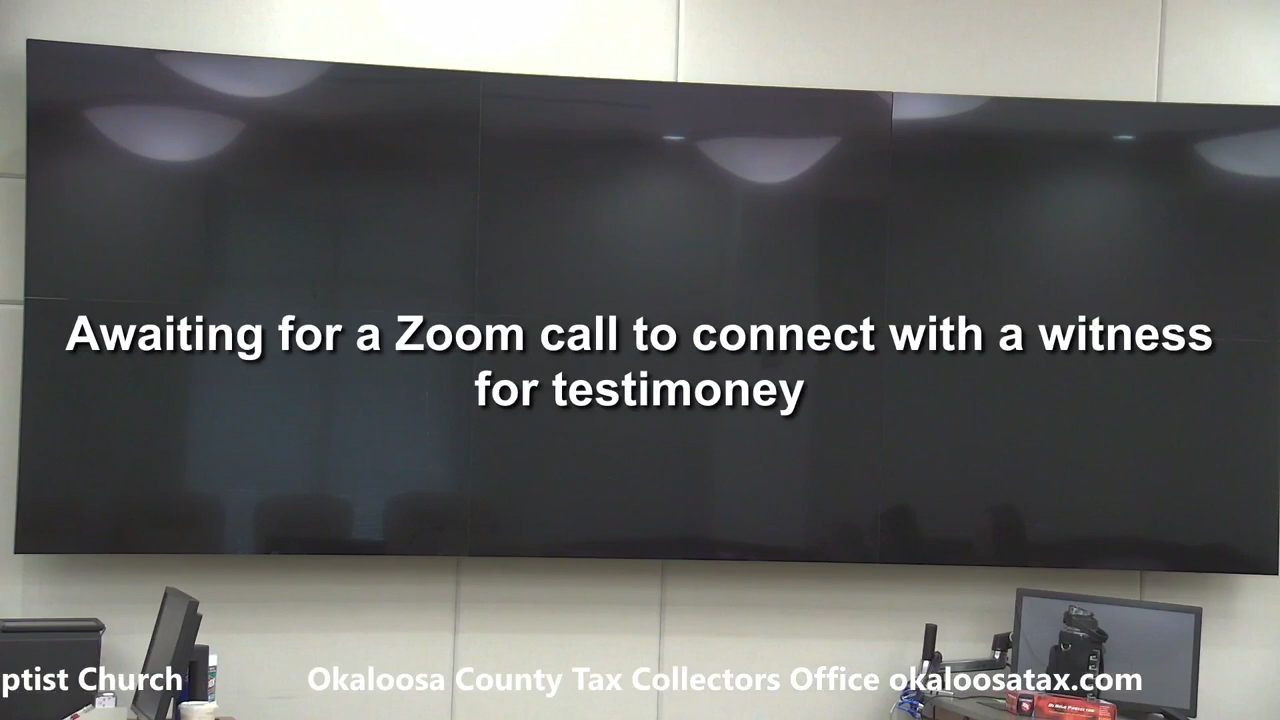 Awaiting for a Zoom call to connect with a witness
for testimoney
ptist Church
Okaloosa County Tax Collectors Office okaloosatax.com